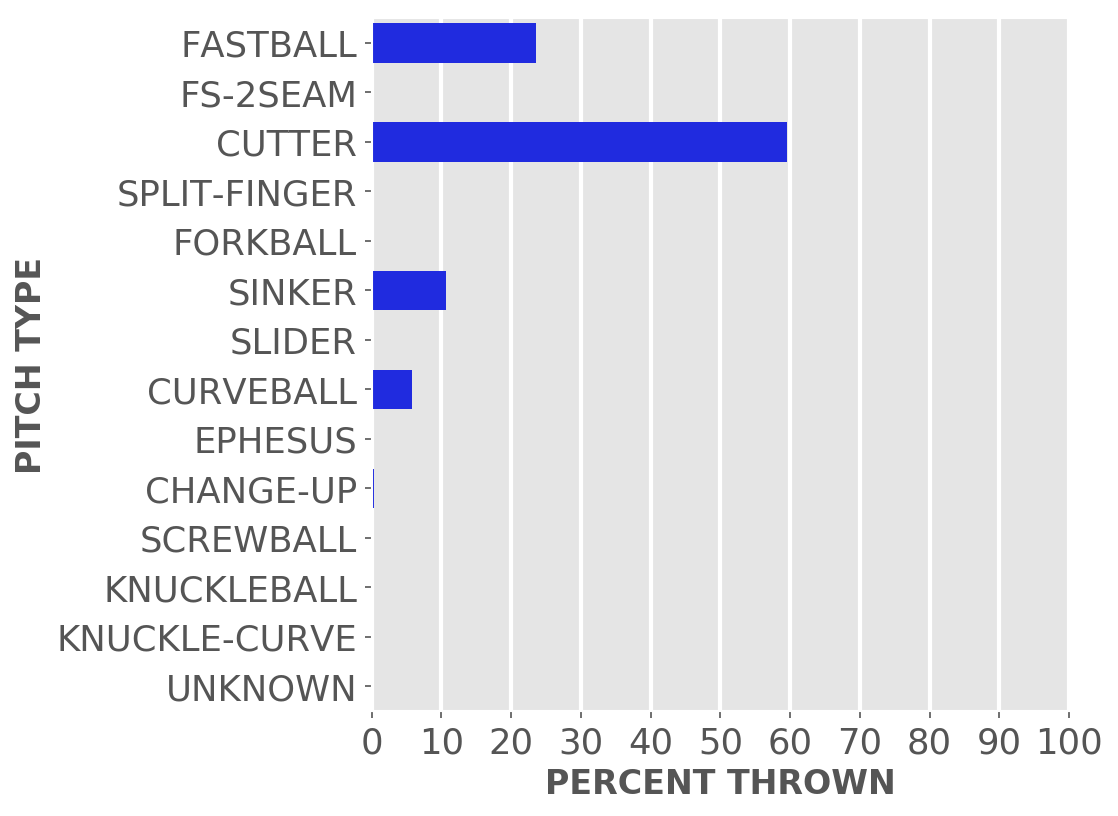 FASTBALL
FS-2SEAM
CUTTER
SPLIT-FINGER
FORKBALL
SINKER
SLIDER
CURVEBALL
EPHESUS
CHANGE-UP
SCREWBALL
KNUCKLEBALL
KNUCKLE-CURVE
UNKNOWN
PITCH TYPE
0 10 20 30 40 50 60 70 80 90 100
PERCENT THROWN